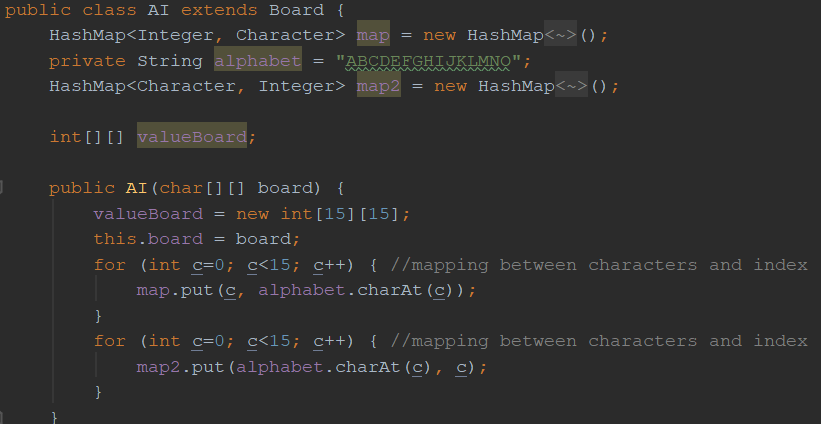 public class AI extends Board {
HashMap<Integer, Character> map = new HashMap<~>();
private String alphabet = "ABCDEFGHIJKLMNO";
HashMap<Character, Integer> map2 = new HashMap<~>();
int[][] valueBoard;
public AI(char[][] board) {
valueBoard = new int[15][15];
this.board = board;
for (int c=0; c<15; c++) { //mapping between characters and index
map.put(c, alphabet.charAt(c));
}
for (int c=0; c<15; c++) { //mapping between characters and index
map2.put(alphabet.charAt(c), c);
}
}